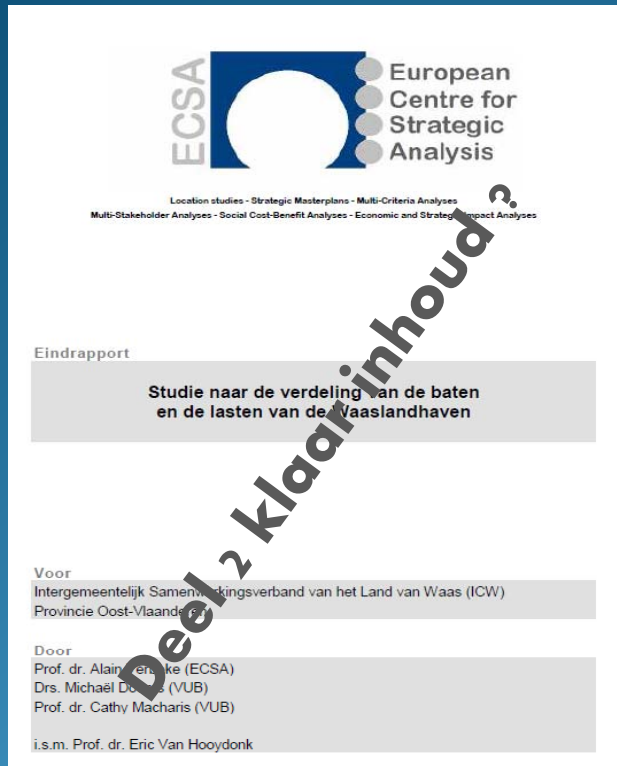 ECSA
European
Centre for
Strategic
Analysis
Location studies - Strategic Masterplans - Multi-Criteria Analyses
Multi-Stakeholder Analyses - Social Cost-Benefit Analyses - Economic and Strategic Impact Analyses
Eindrapport
Studie naar de verdeling van de baten
en de lasten van de Waaslandhaven
Voor
Intergemeentelijk Samenwerkingsverband van het Land van Waas (ICW)
Provincie Oost-Vlaanderen
Door
Prof. dr. Alain (ECSA)
Drs. Michaël (VUB)
Prof. dr. Cathy Macharis (VUB)
i.s.m. Prof. dr. Eric Van Hooydonk
Deel 2 klaar inhoud ?